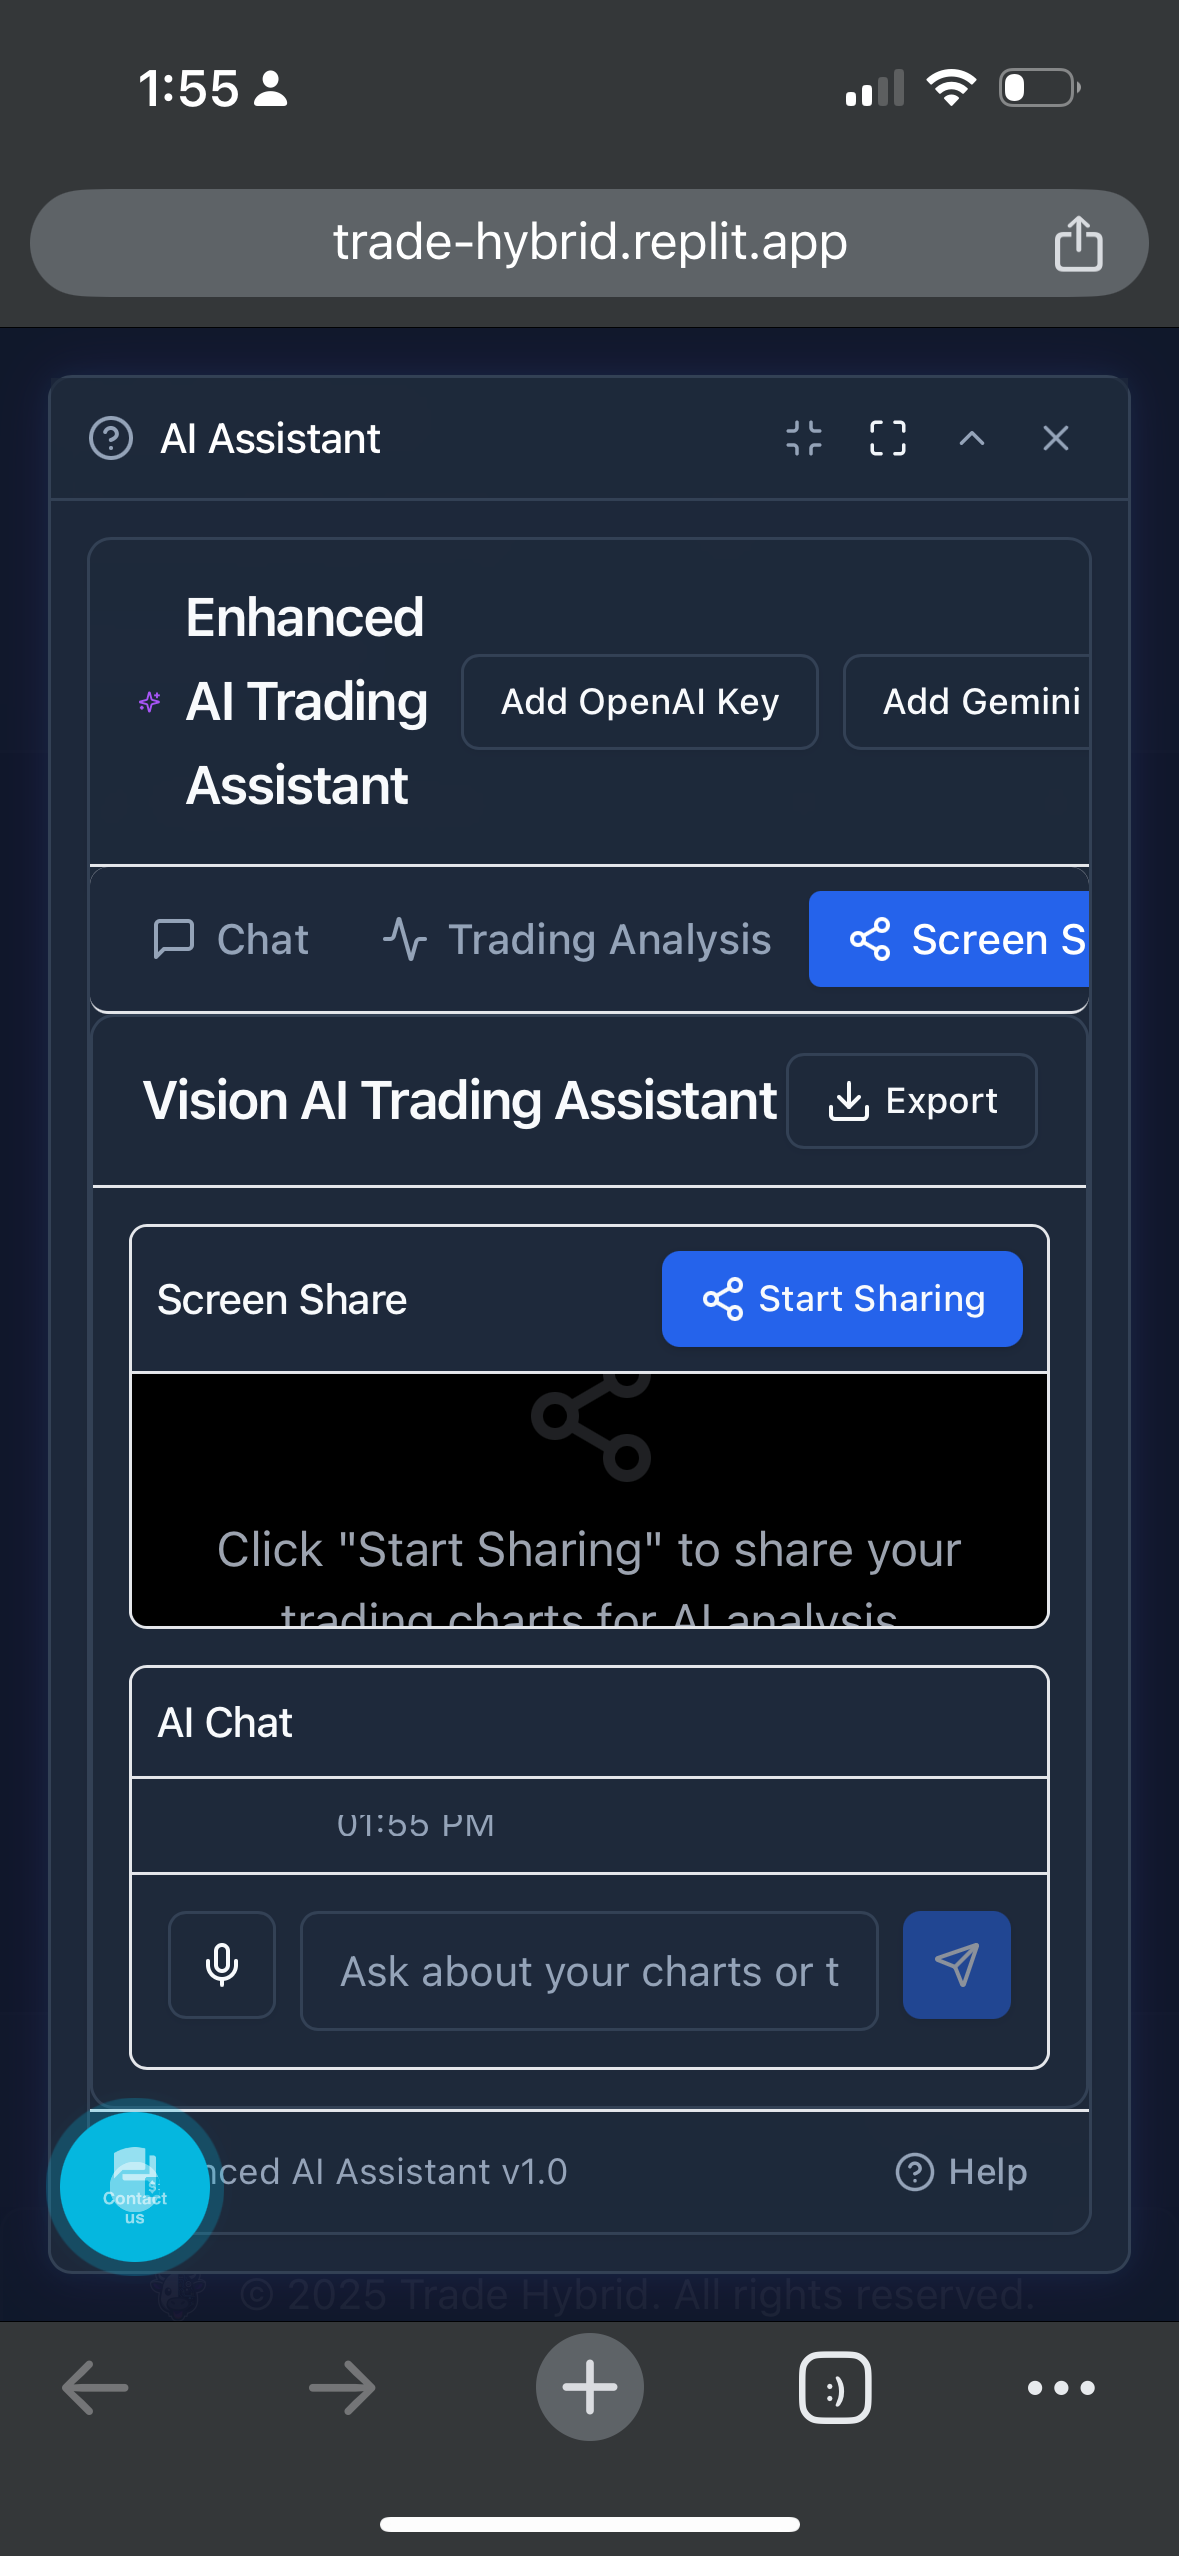 1:55
trade-hybrid.replit.app
AI Assistant
Enhanced
AI Trading
Assistant
Add OpenAI Key
Add Gemini
Chat
Trading Analysis
Screen S
Vision AI Trading Assistant
Export
Screen Share
Start Sharing
Click "Start Sharing" to share your
trading charts for AI analysis
AI Chat
01:55 PM
Ask about your charts or t
Contact
us
nced AI Assistant v1.0
Help
© 2025 Trade Hybrid. All rights reserved.
:)